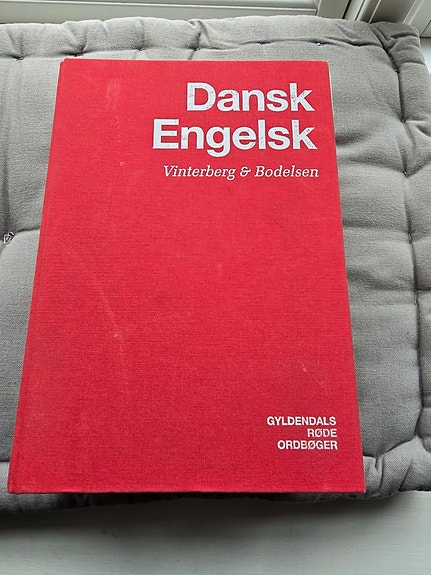 Dansk
Engelsk
Vinterberg & Bodelsen
GYLDENDALS
RØDE
ORDBØGER